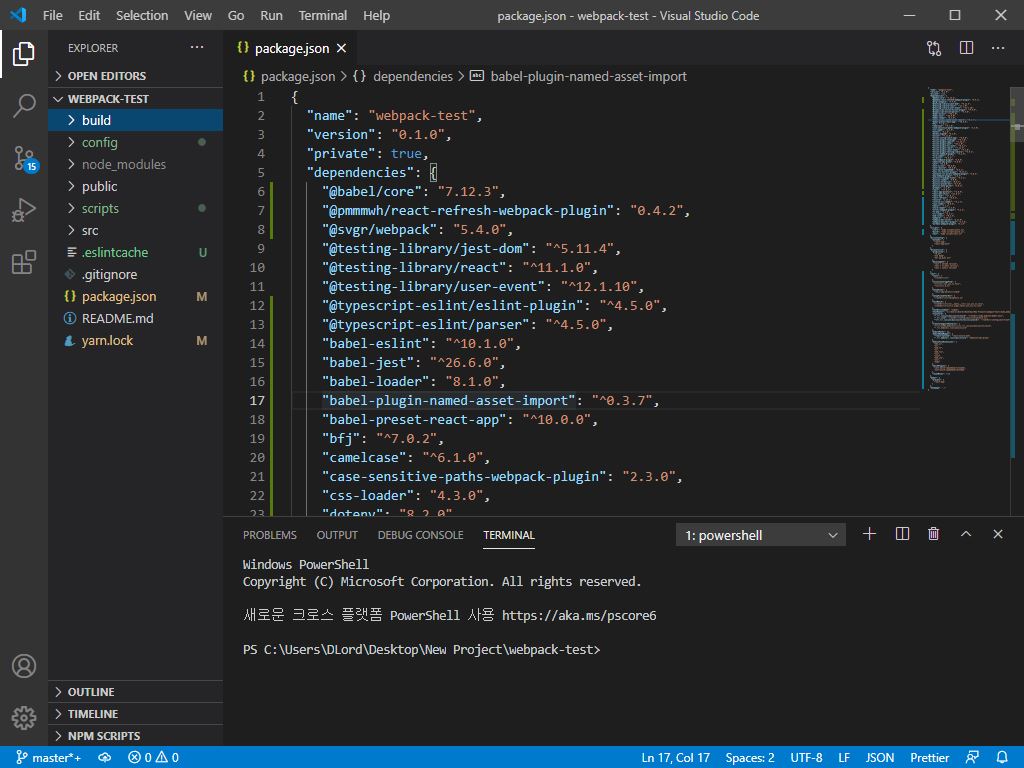 File Edit Selection View Go Run Terminal Help
package.json - webpack-test - Visual Studio Code
EXPLORER
OPEN EDITORS
WEBPACK-TEST
build
config
node_modules
public
scripts
src
.eslintcache U
.gitignore
package.json M
README.md
yarn.lock M
OUTLINE
TIMELINE
NPM SCRIPTS
15
{} package.json
{} package.json > {} dependencies > abc babel-plugin-named-asset-import
1 {
2 "name": "webpack-test",
3 "version": "0.1.0",
4 "private": true,
5 "dependencies": {
6 "@babel/core": "7.12.3",
7 "@pmmmwh/react-refresh-webpack-plugin": "0.4.2",
8 "@svgr/webpack": "5.4.0",
9 "@testing-library/jest-dom": "^5.11.4",
10 "@testing-library/react": "^11.1.0",
11 "@testing-library/user-event": "^12.1.10",
12 "@typescript-eslint/eslint-plugin": "^4.5.0",
13 "@typescript-eslint/parser": "^4.5.0",
14 "babel-eslint": "^10.1.0",
15 "babel-jest": "^26.6.0",
16 "babel-loader": "8.1.0",
17 "babel-plugin-named-asset-import": "^0.3.7",
18 "babel-preset-react-app": "^10.0.0",
19 "bfj": "^7.0.2",
20 "camelcase": "^6.1.0",
21 "case-sensitive-paths-webpack-plugin": "2.3.0",
22 "css-loader": "4.3.0",
23 "dotenv": "8.2.0"
PROBLEMS OUTPUT DEBUG CONSOLE TERMINAL
1: powershell
Windows PowerShell
Copyright (C) Microsoft Corporation. All rights reserved.
새로운 크로스 플랫폼 PowerShell 사용 https://aka.ms/pscore6
PS C:\Users\DLord\Desktop\New Project\webpack-test>
master*+ 0 0
Ln 17, Col 17 Spaces: 2 UTF-8 LF JSON Prettier